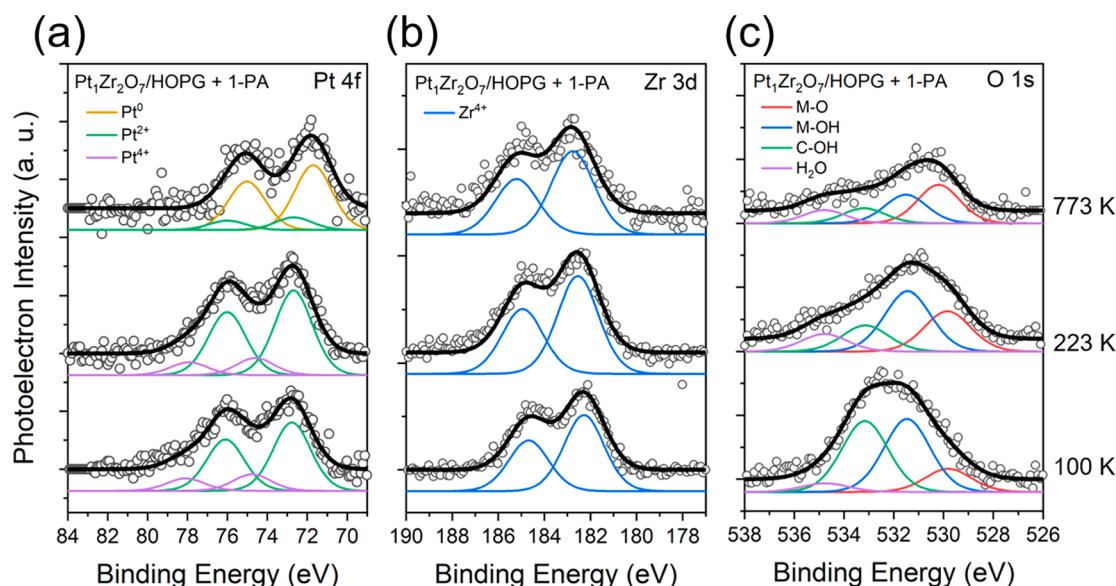 (a)
(b)
(c)
Pt₁Zr₂O₇/HOPG + 1-PA
Pt 4f
Pt⁰
Pt²⁺
Pt⁴⁺
Pt₁Zr₂O₇/HOPG + 1-PA
Zr 3d
Zr⁴⁺
Pt₁Zr₂O₇/HOPG + 1-PA
O 1s
M-O
M-OH
C-OH
H₂O
773 K
223 K
100 K
Photoelectron Intensity (a. u.)
84 82 80 78 76 74 72 70
190 188 186 184 182 180 178
538 536 534 532 530 528 526
Binding Energy (eV)
Binding Energy (eV)
Binding Energy (eV)